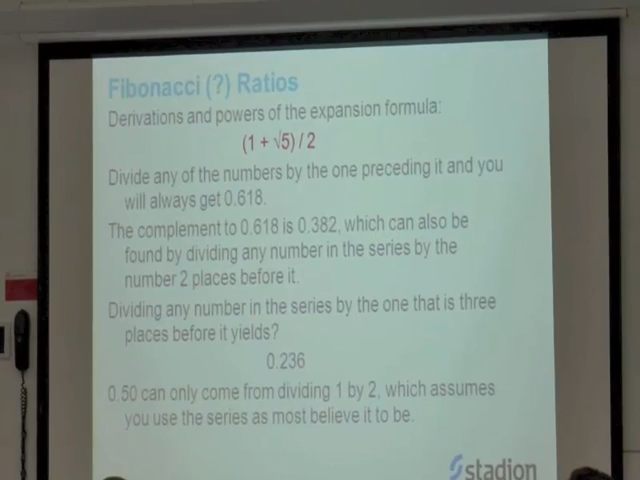 Fibonacci (?) Ratios
Derivations and powers of the expansion formula:
(1 + √5) / 2
Divide any of the numbers by the one preceding it and you
will always get 0.618.
The complement to 0.618 is 0.382, which can also be
found by dividing any number in the series by the
number 2 places before it.
Dividing any number in the series by the one that is three
places before it yields?
0.236
0.50 can only come from dividing 1 by 2, which assumes
you use the series as most believe it to be.
stadion